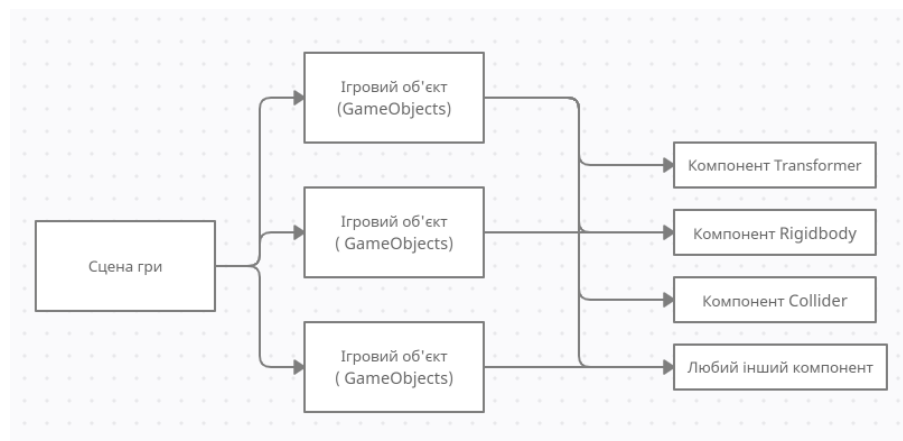 Ігровий об'єкт
(GameObjects)
Компонент Transformer
Ігровий об'єкт
( GameObjects)
Компонент Rigidbody
Сцена гри
Компонент Collider
Ігровий об'єкт
( GameObjects)
Любий інший компонент